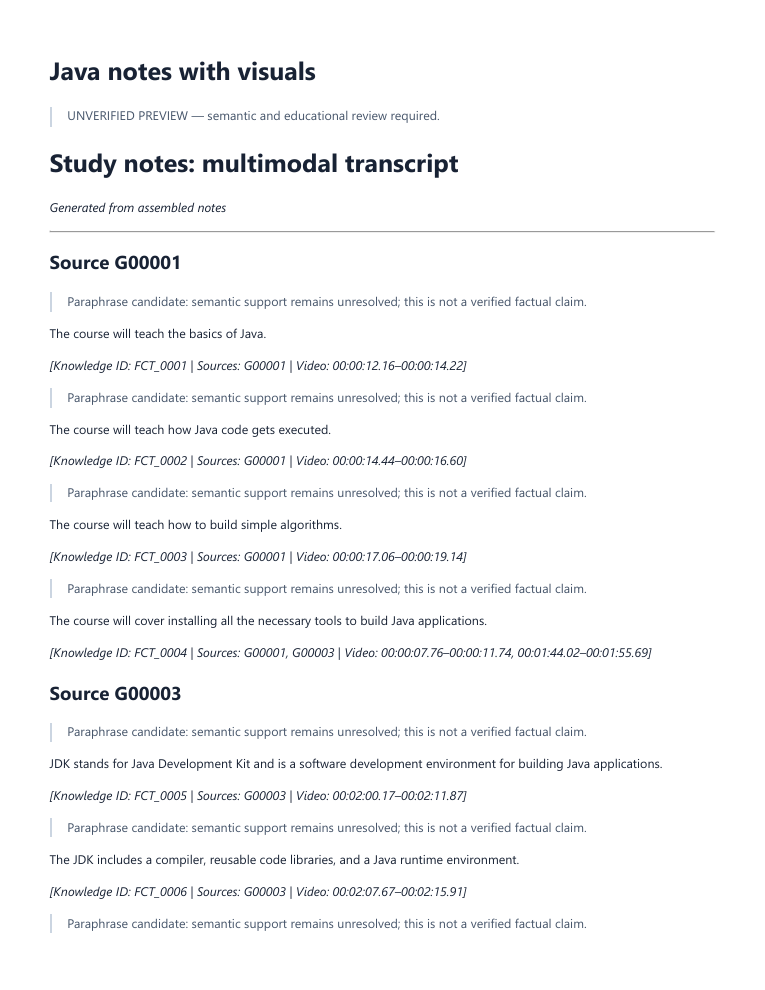 Java notes with visuals
UNVERIFIED PREVIEW — semantic and educational review required.
Study notes: multimodal transcript
Generated from assembled notes
Source G00001
Paraphrase candidate: semantic support remains unresolved; this is not a verified factual claim.
The course will teach the basics of Java.
[Knowledge ID: FCT_0001 | Sources: G00001 | Video: 00:00:12.16–00:00:14.22]
Paraphrase candidate: semantic support remains unresolved; this is not a verified factual claim.
The course will teach how Java code gets executed.
[Knowledge ID: FCT_0002 | Sources: G00001 | Video: 00:00:14.44–00:00:16.60]
Paraphrase candidate: semantic support remains unresolved; this is not a verified factual claim.
The course will teach how to build simple algorithms.
[Knowledge ID: FCT_0003 | Sources: G00001 | Video: 00:00:17.06–00:00:19.14]
Paraphrase candidate: semantic support remains unresolved; this is not a verified factual claim.
The course will cover installing all the necessary tools to build Java applications.
[Knowledge ID: FCT_0004 | Sources: G00001, G00003 | Video: 00:00:07.76–00:00:11.74, 00:01:44.02–00:01:55.69]
Source G00003
Paraphrase candidate: semantic support remains unresolved; this is not a verified factual claim.
JDK stands for Java Development Kit and is a software development environment for building Java applications.
[Knowledge ID: FCT_0005 | Sources: G00003 | Video: 00:02:00.17–00:02:11.87]
Paraphrase candidate: semantic support remains unresolved; this is not a verified factual claim.
The JDK includes a compiler, reusable code libraries, and a Java runtime environment.
[Knowledge ID: FCT_0006 | Sources: G00003 | Video: 00:02:07.67–00:02:15.91]
Paraphrase candidate: semantic support remains unresolved; this is not a verified factual claim.